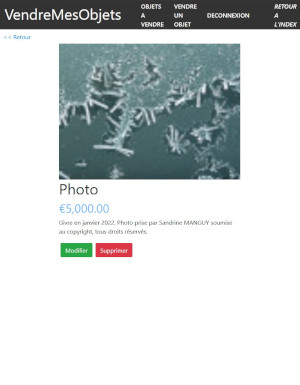 VendreMesObjets
OBJETS
A
VENDRE
VENDRE
UN
OBJET
DECONNEXION
RETOUR
A
L'INDEX
<< Retour
Photo
€5,000.00
Givre en janvier 2022, Photo prise par Sandrine MANGUY soumise
au copyright, tous droits réservés.
Modifier
Supprimer